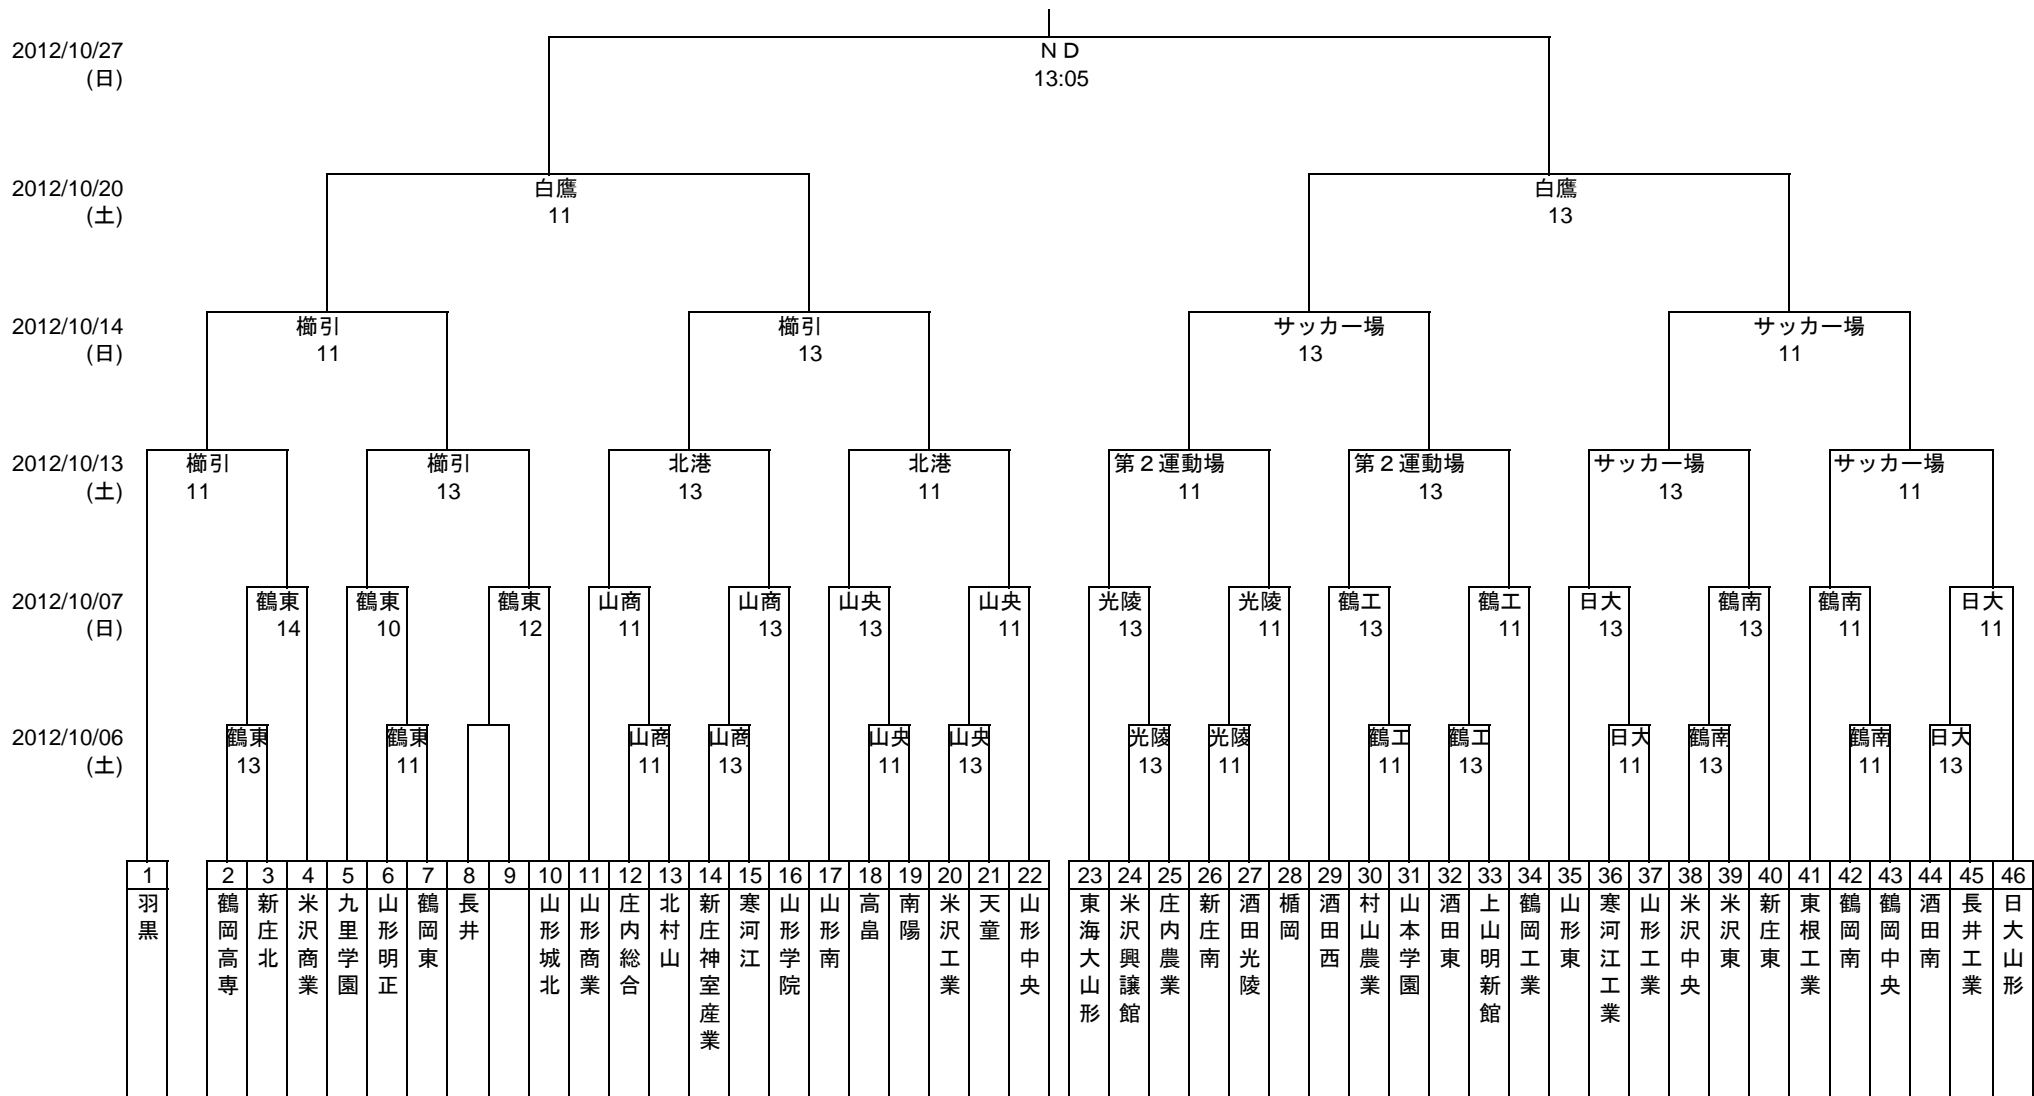 2012/10/27
(日)
ＮＤ
13:05
2012/10/20
(土)
白鷹
11
白鷹
13
2012/10/14
(日)
櫛引
11
櫛引
13
サッカー場
13
サッカー場
11
2012/10/13
(土)
櫛引
11
櫛引
13
北港
13
北港
11
第２運動場
11
第２運動場
13
サッカー場
13
サッカー場
11
2012/10/07
(日)
鶴東
14
鶴東
10
鶴東
12
山商
11
山商
13
山央
13
山央
11
光陵
13
光陵
11
鶴工
13
鶴工
11
日大
13
鶴南
13
鶴南
11
日大
11
2012/10/06
(土)
鶴東
13
鶴東
11
山商
11
山商
13
山央
11
山央
13
光陵
13
光陵
11
鶴工
11
鶴工
13
日大
11
鶴南
13
鶴南
11
日大
13
1
羽黒
2
鶴岡高専
3
新庄北
4
米沢商業
5
九里学園
6
山形明正
7
鶴岡東
8
長井
9
10
山形城北
11
山形商業
12
庄内総合
13
北村山
14
新庄神室産業
15
寒河江
16
山形学院
17
山形南
18
高畠
19
南陽
20
米沢工業
21
天童
22
山形中央
23
東海大山形
24
米沢興譲館
25
庄内農業
26
新庄南
27
酒田光陵
28
楯岡
29
酒田西
30
村山農業
31
山本学園
32
酒田東
33
上山明新館
34
鶴岡工業
35
山形東
36
寒河江工業
37
山形工業
38
米沢中央
39
米沢東
40
新庄東
41
東根工業
42
鶴岡南
43
鶴岡中央
44
酒田南
45
長井工業
46
日大山形